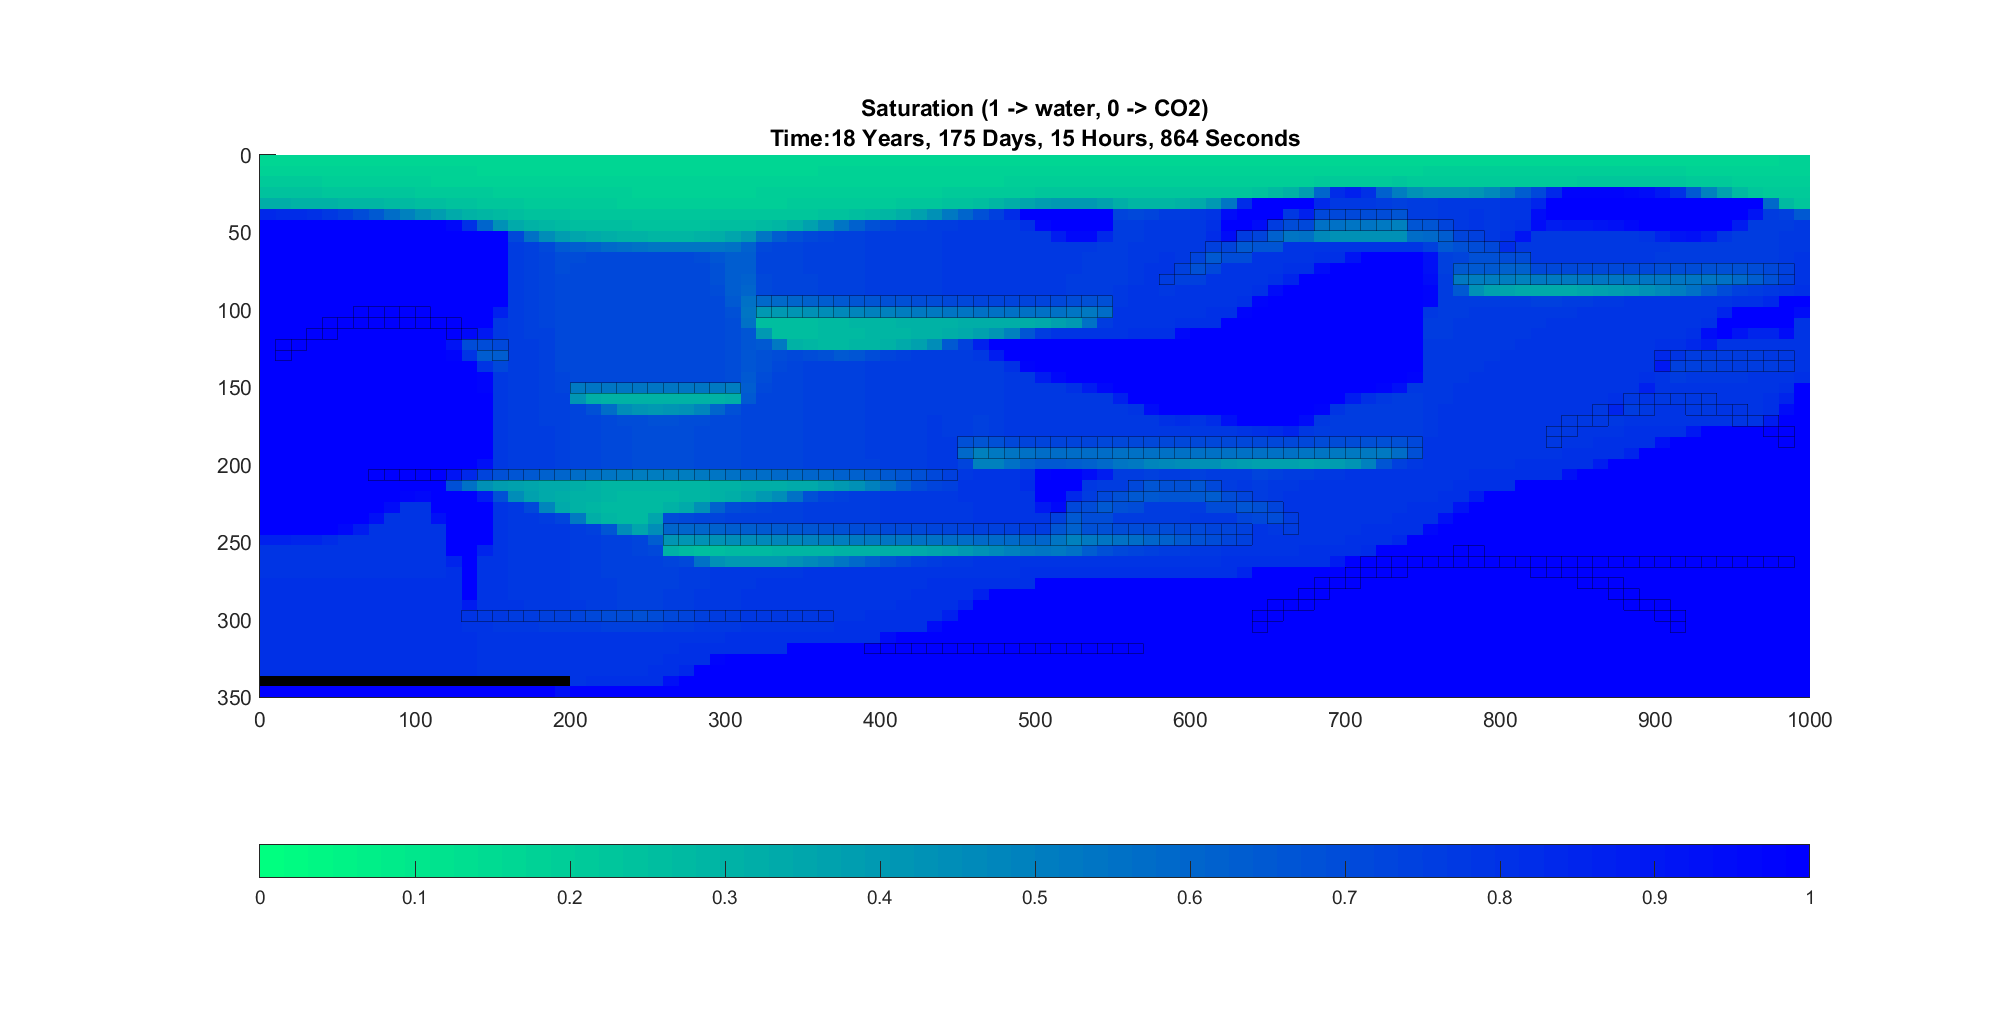 Saturation (1 -> water, 0 -> CO2)
Time:18 Years, 175 Days, 15 Hours, 864 Seconds
0
50
100
150
200
250
300
350
0 100 200 300 400 500 600 700 800 900 1000
0 0.1 0.2 0.3 0.4 0.5 0.6 0.7 0.8 0.9 1